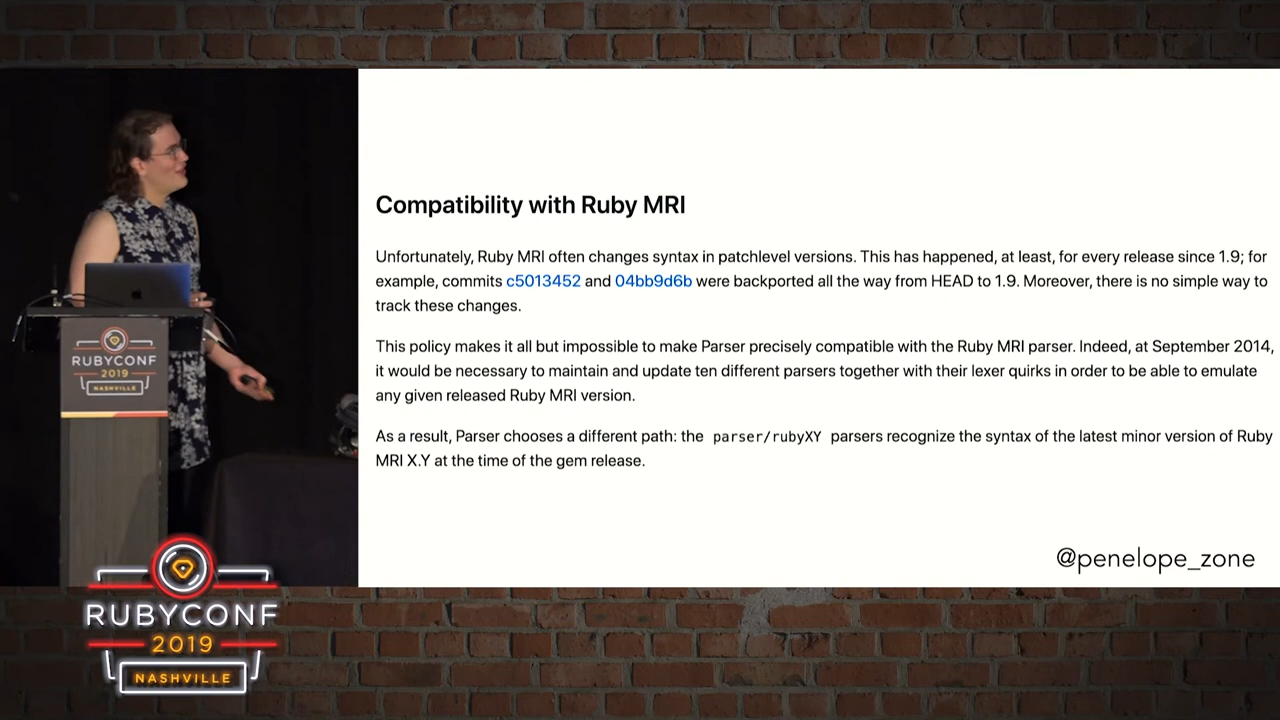 Compatibility with Ruby MRI
Unfortunately, Ruby MRI often changes syntax in patchlevel versions. This has happened, at least, for every release since 1.9; for
example, commits c5013452 and 04bb9d6b were backported all the way from HEAD to 1.9. Moreover, there is no simple way to
track these changes.
This policy makes it all but impossible to make Parser precisely compatible with the Ruby MRI parser. Indeed, at September 2014,
it would be necessary to maintain and update ten different parsers together with their lexer quirks in order to be able to emulate
any given released Ruby MRI version.
As a result, Parser chooses a different path: the parser/rubyXY parsers recognize the syntax of the latest minor version of Ruby
MRI X.Y at the time of the gem release.
@penelope_zone
RUBYCONF
2019
NASHVILLE
RUBYCONF
2019
NASHVILLE